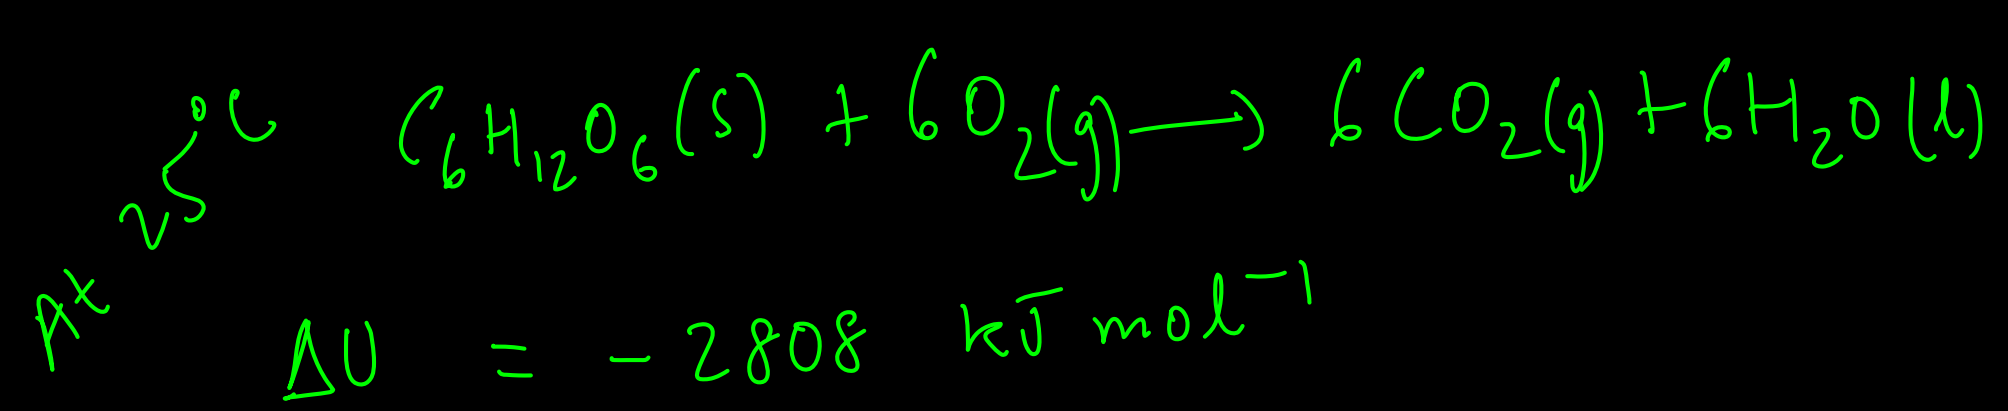 At 25°C C₆H₁₂O₆(s) + 6O₂(g) → 6CO₂(g) + 6H₂O(l)
ΔU = -2808 kJ mol⁻¹